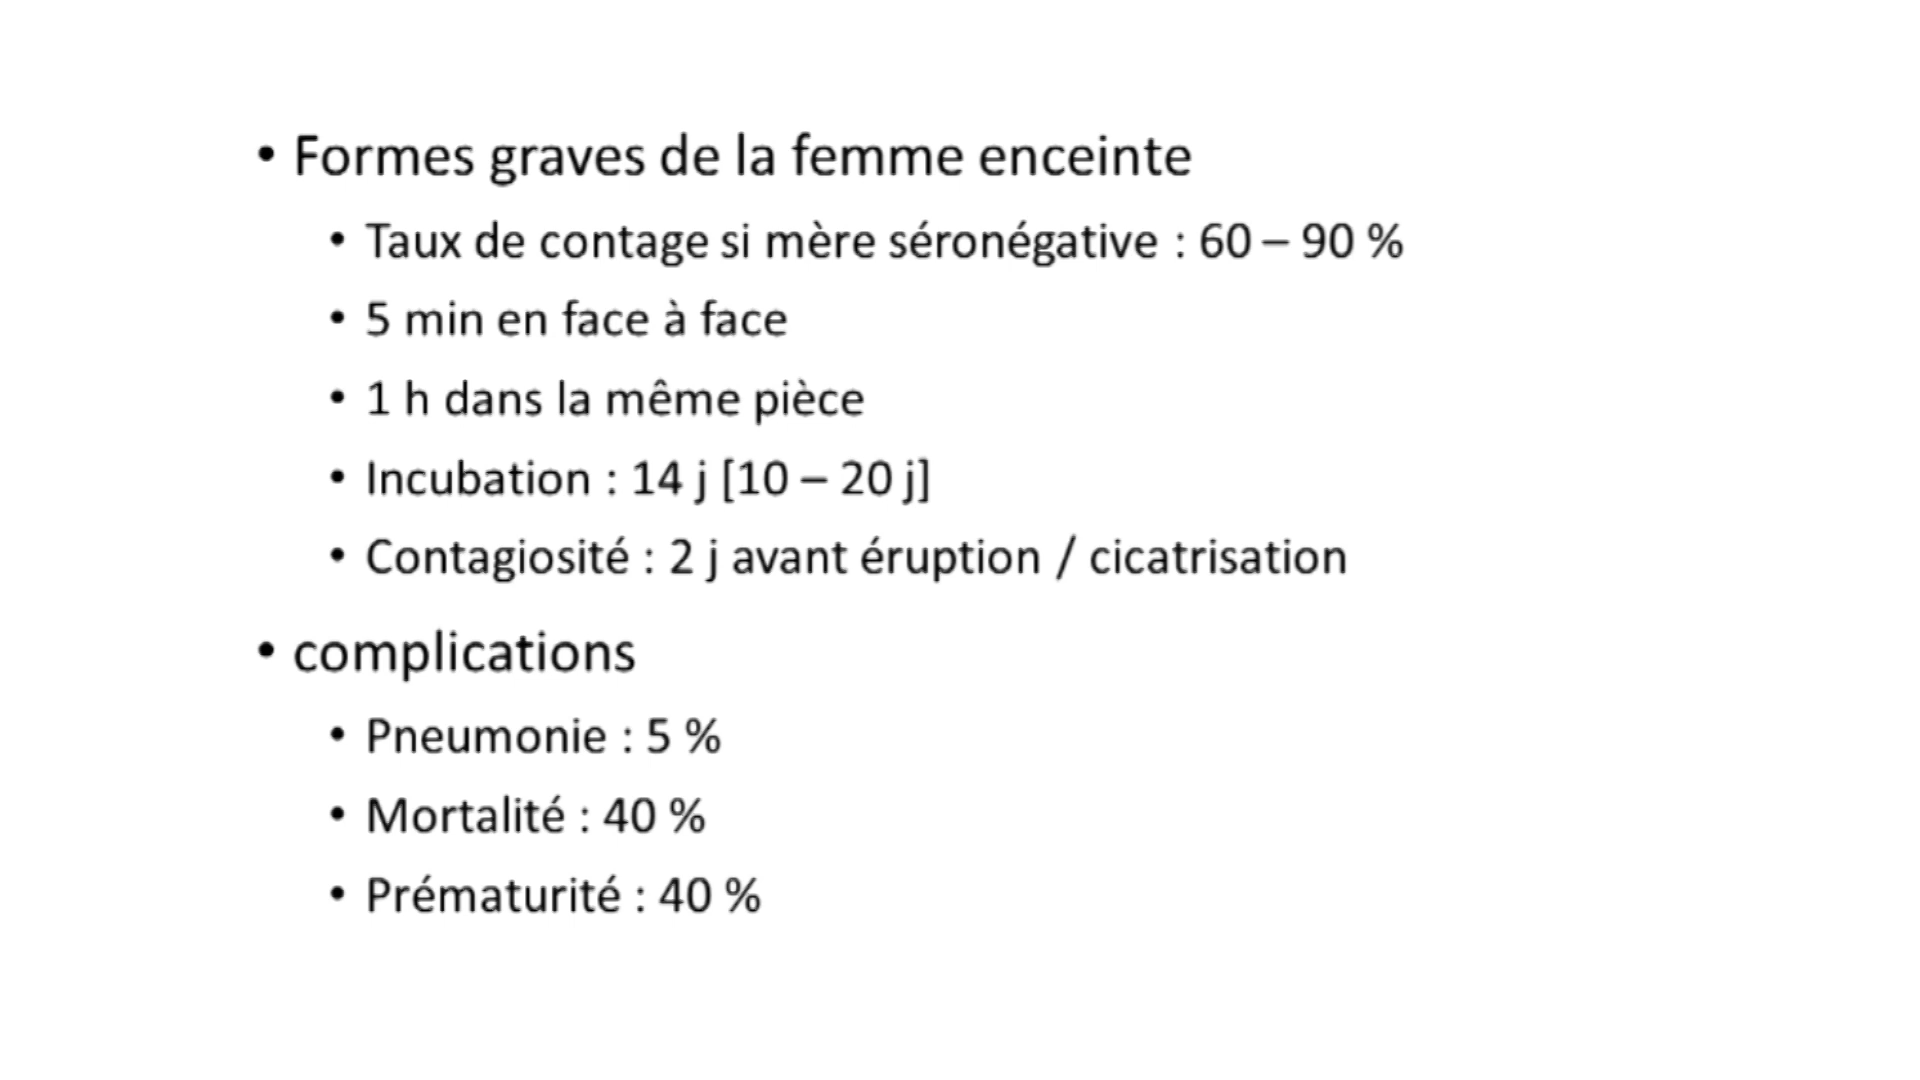 • Formes graves de la femme enceinte
• Taux de contage si mère séronégative : 60 – 90 %
• 5 min en face à face
• 1 h dans la même pièce
• Incubation : 14 j [10 – 20 j]
• Contagiosité : 2 j avant éruption / cicatrisation
• complications
• Pneumonie : 5 %
• Mortalité : 40 %
• Prématurité : 40 %